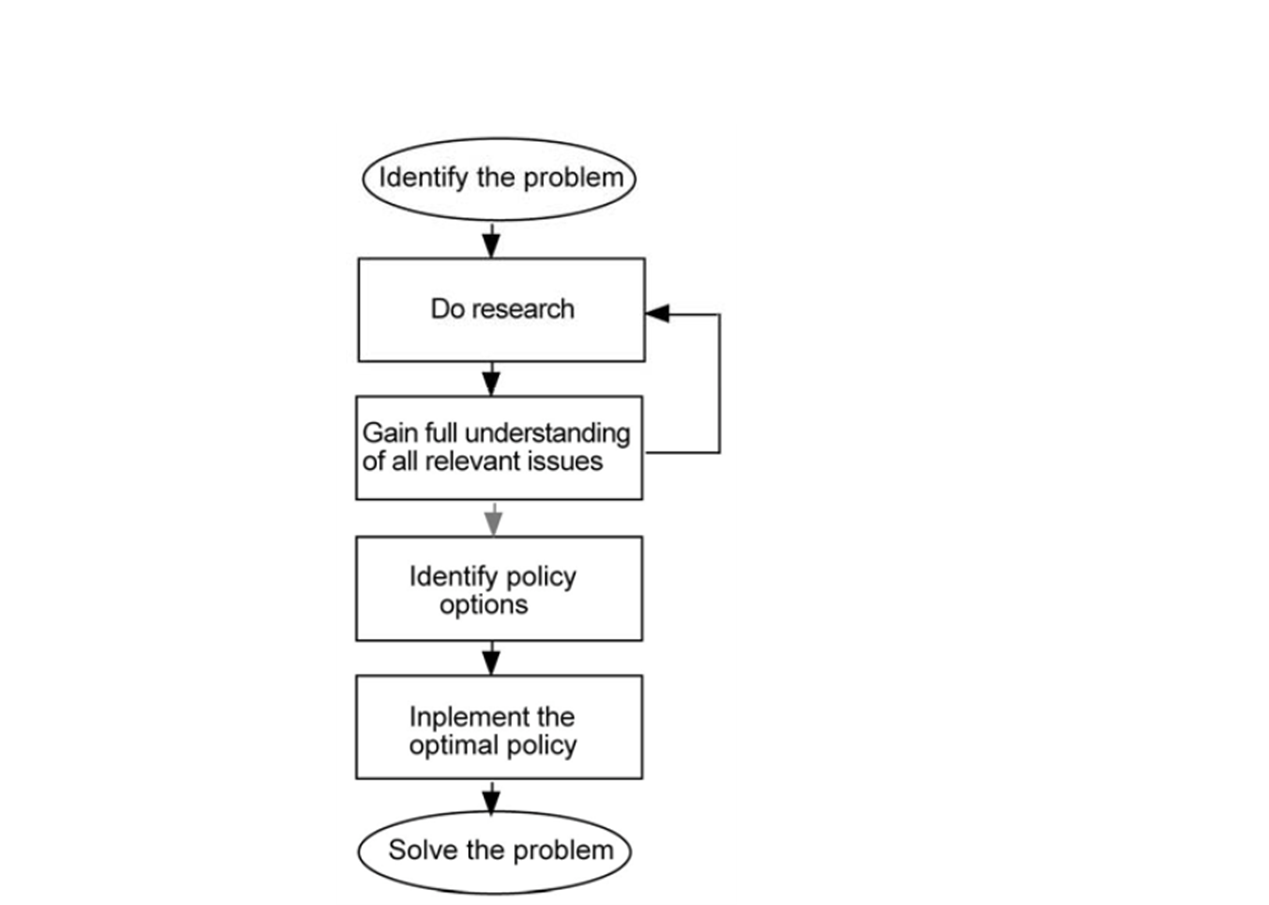 Identify the problem
Do research
Gain full understanding
of all relevant issues
Identify policy
options
Inplement the
optimal policy
Solve the problem